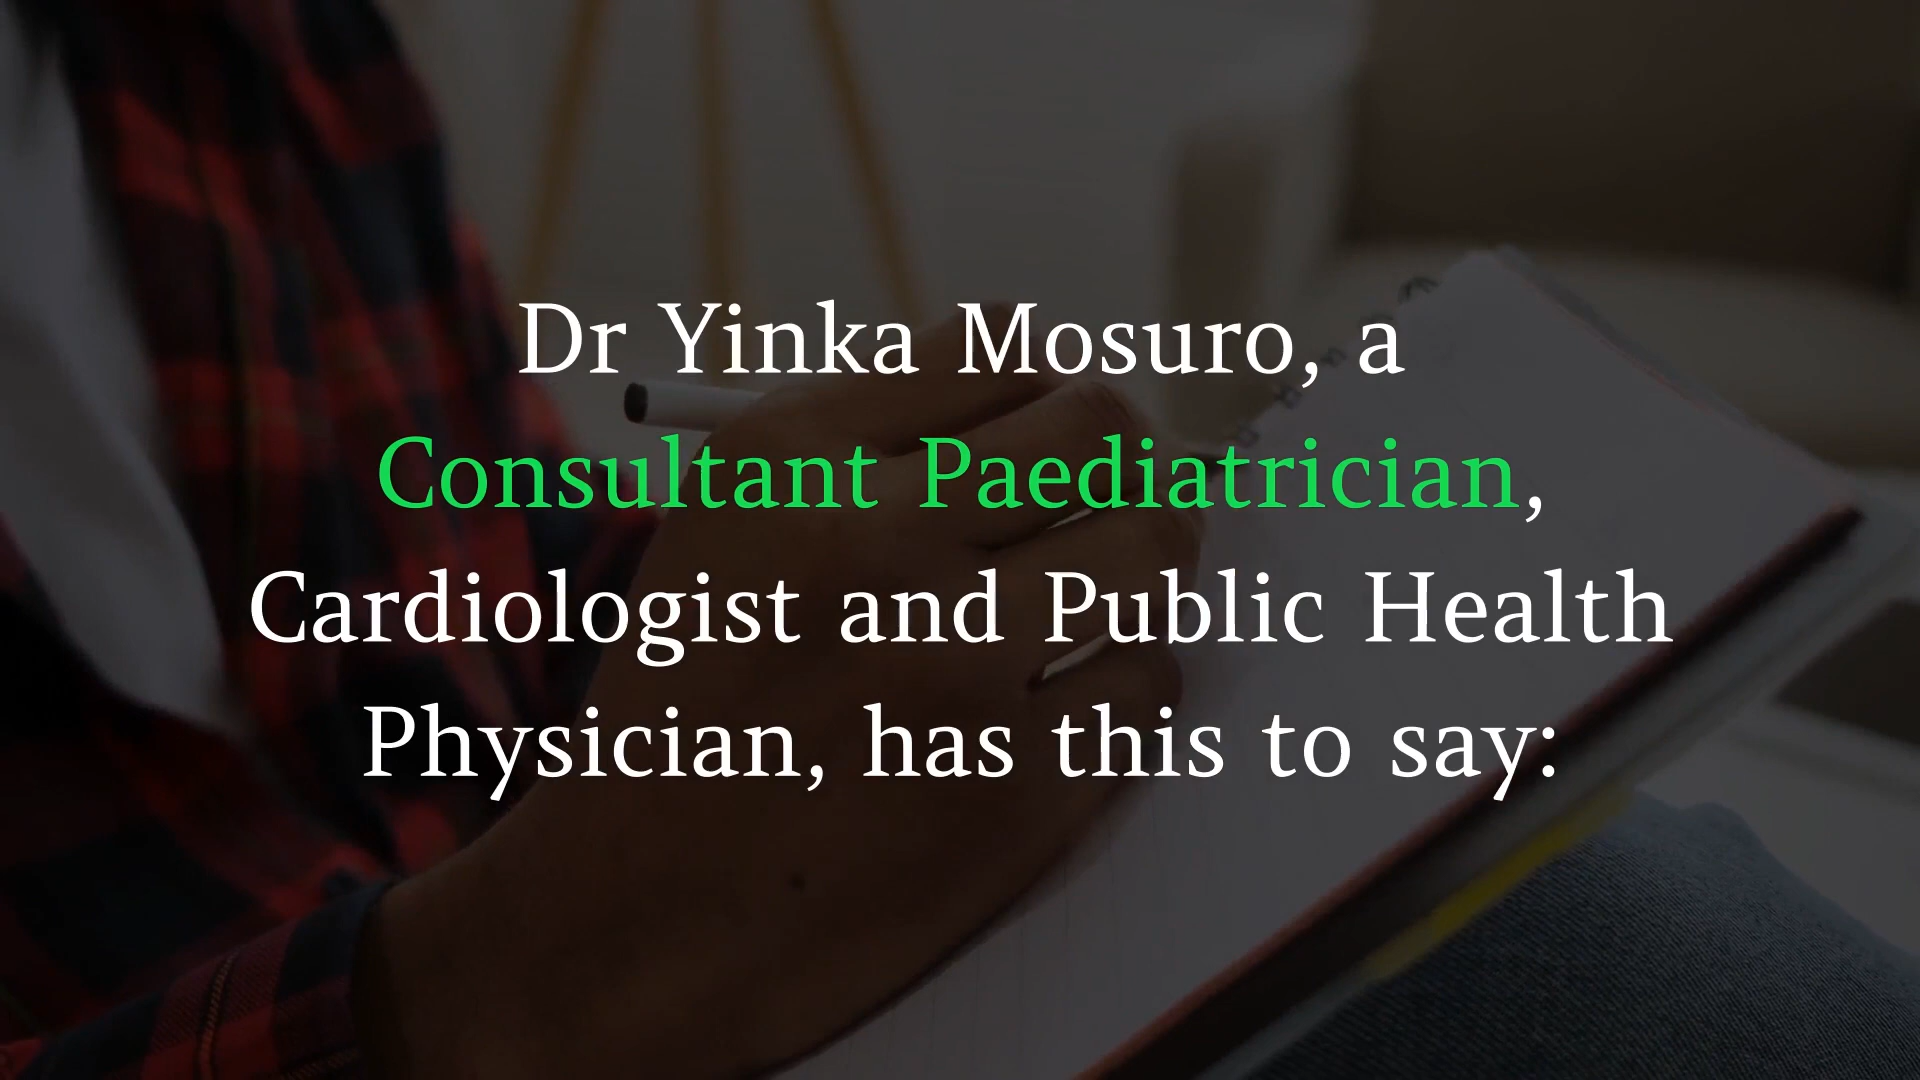 Dr Yinka Mosuro, a
Consultant Paediatrician,
Cardiologist and Public Health
Physician, has this to say: